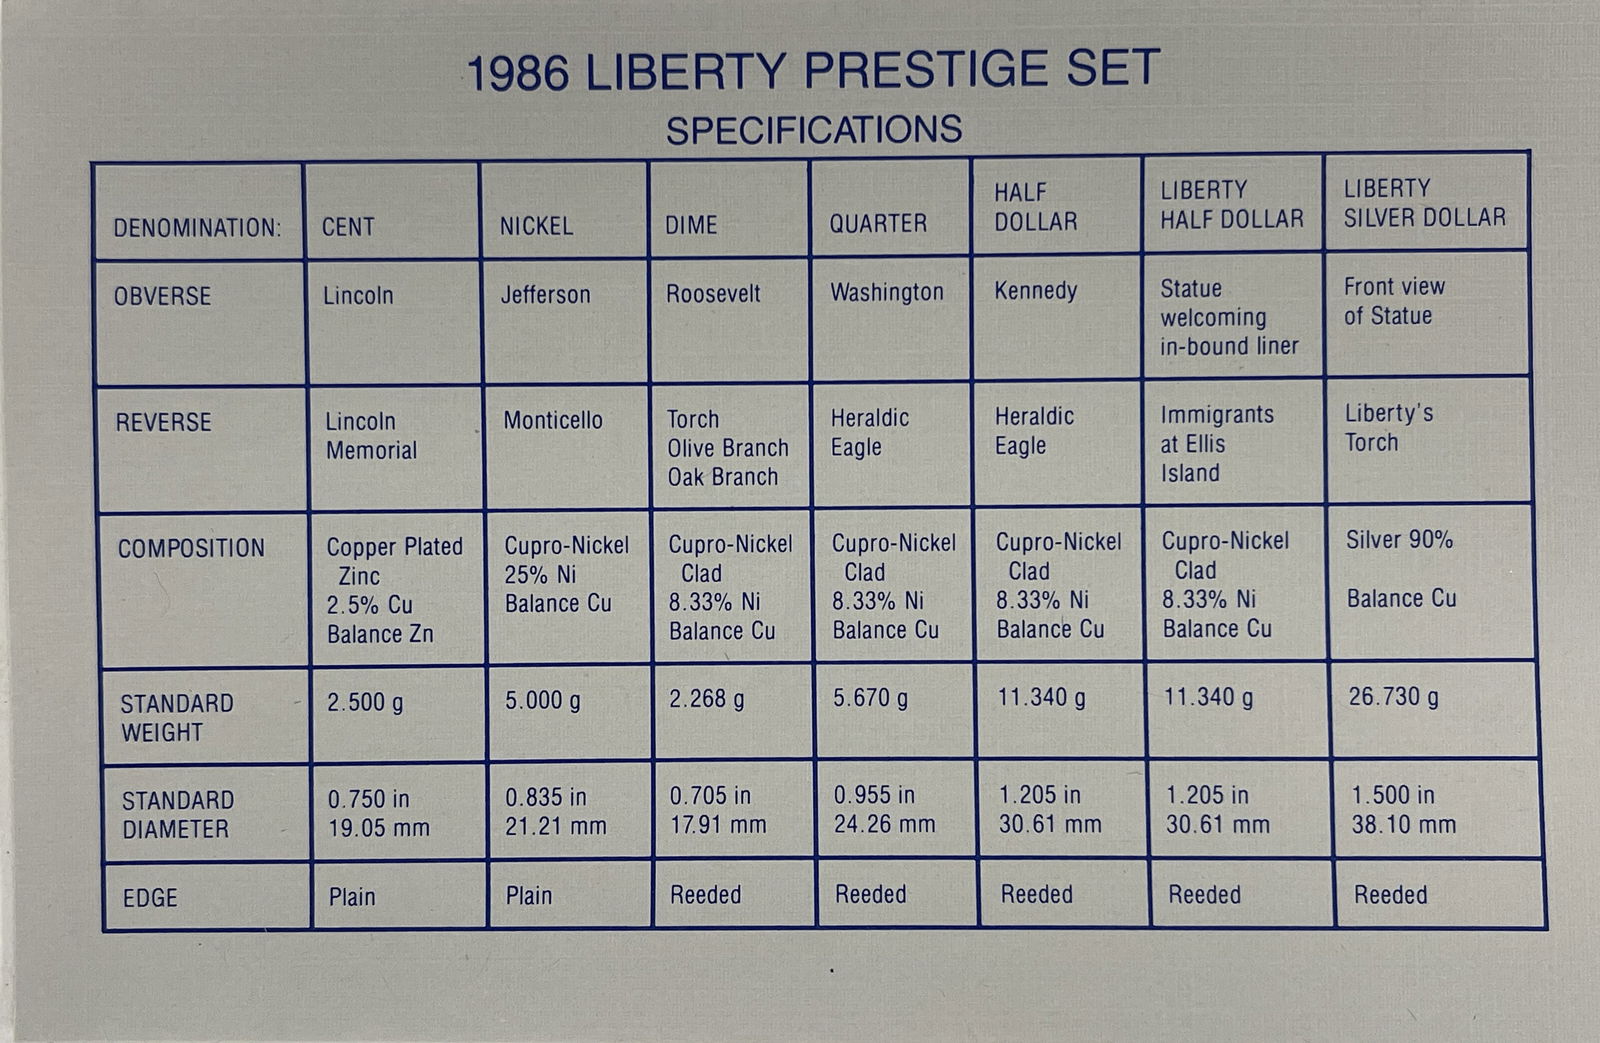 1986 LIBERTY PRESTIGE SET
SPECIFICATIONS
DENOMINATION: CENT NICKEL DIME QUARTER HALF DOLLAR LIBERTY HALF DOLLAR LIBERTY SILVER DOLLAR
OBVERSE Lincoln Jefferson Roosevelt Washington Kennedy Statue welcoming in-bound liner Front view of Statue
REVERSE Lincoln Memorial Monticello Torch Olive Branch Oak Branch Heraldic Eagle Heraldic Eagle Immigrants at Ellis Island Liberty's Torch
COMPOSITION Copper Plated Zinc 2.5% Cu Balance Zn Cupro-Nickel 25% Ni Balance Cu Cupro-Nickel Clad 8.33% Ni Balance Cu Cupro-Nickel Clad 8.33% Ni Balance Cu Cupro-Nickel Clad 8.33% Ni Balance Cu Cupro-Nickel Clad 8.33% Ni Balance Cu Silver 90% Balance Cu
STANDARD WEIGHT 2.500 g 5.000 g 2.268 g 5.670 g 11.340 g 11.340 g 26.730 g
STANDARD DIAMETER 0.750 in 19.05 mm 0.835 in 21.21 mm 0.705 in 17.91 mm 0.955 in 24.26 mm 1.205 in 30.61 mm 1.205 in 30.61 mm 1.500 in 38.10 mm
EDGE Plain Plain Reeded Reeded Reeded Reeded Reeded